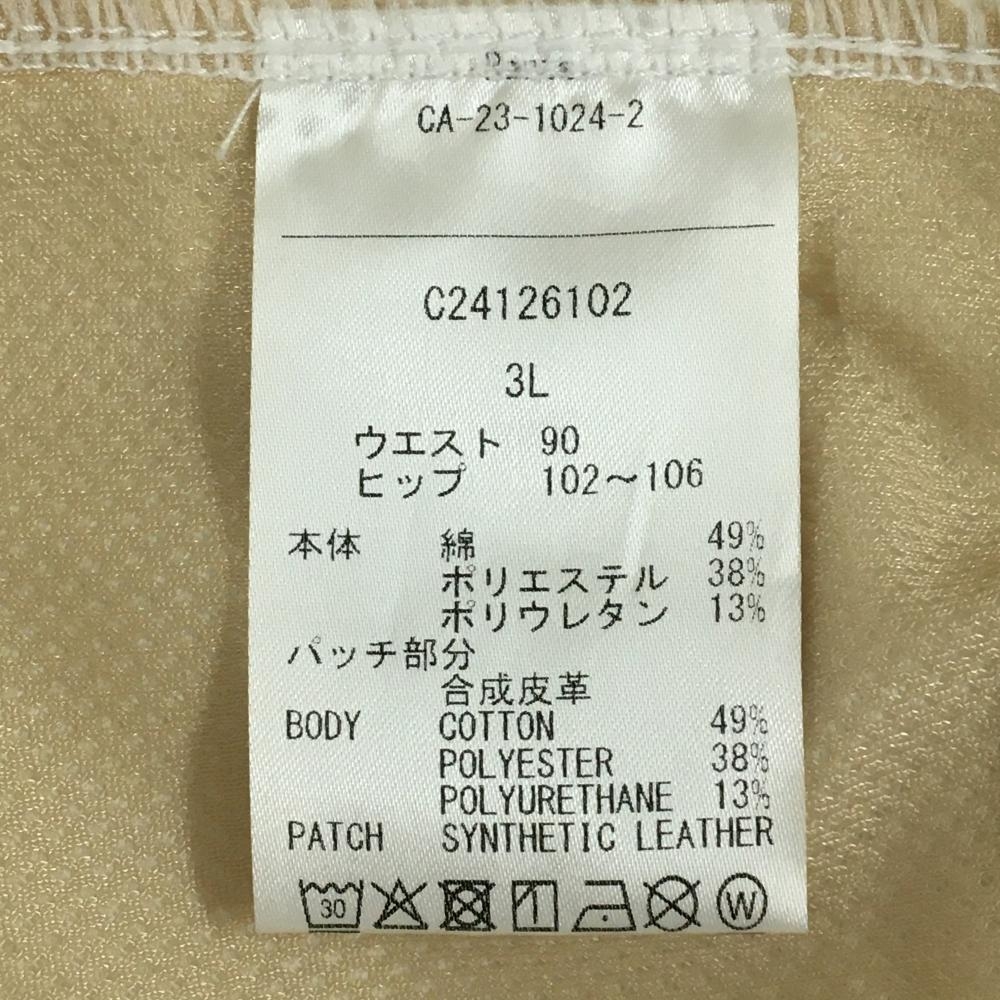 CA-23-1024-2
C24126102
3L
ウエスト 90
ヒップ 102～106
本体 綿 49%
ポリエステル 38%
ポリウレタン 13%
パッチ部分
合成皮革
BODY COTTON 49%
POLYESTER 38%
POLYURETHANE 13%
PATCH SYNTHETIC LEATHER
30 W